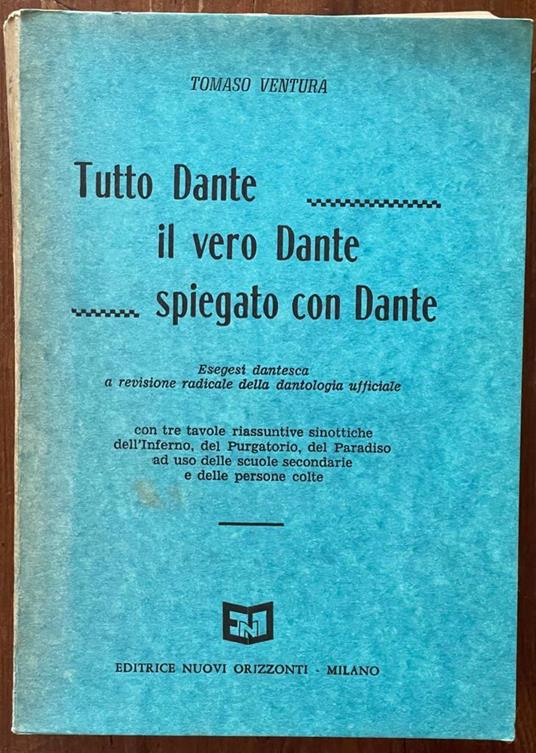 TOMASO VENTURA
Tutto Dante
il vero Dante
spiegato con Dante
Esegesi dantesca
a revisione radicale della dantologia ufficiale
con tre tavole riassuntive sinottiche
dell'Inferno, del Purgatorio, del Paradiso
ad uso delle scuole secondarie
e delle persone colte
ENO
EDITRICE NUOVI ORIZZONTI - MILANO